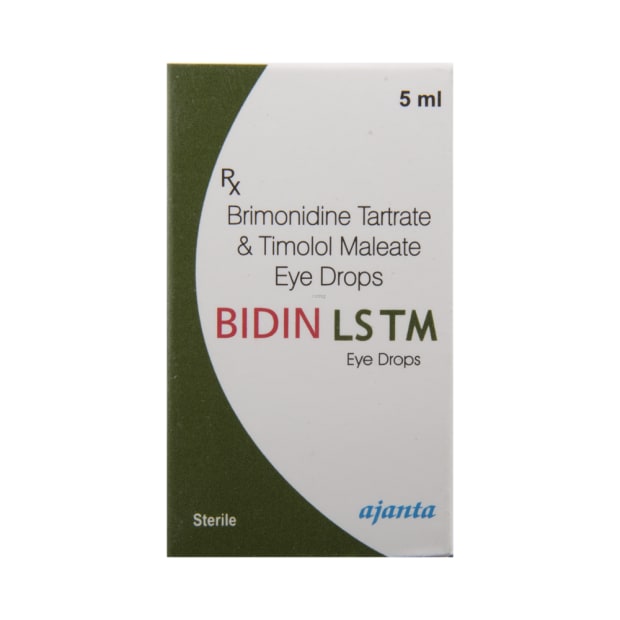 5 ml
Rx
Brimonidine Tartrate
& Timolol Maleate
Eye Drops
BIDIN LS TM
Eye Drops
ajanta
Sterile